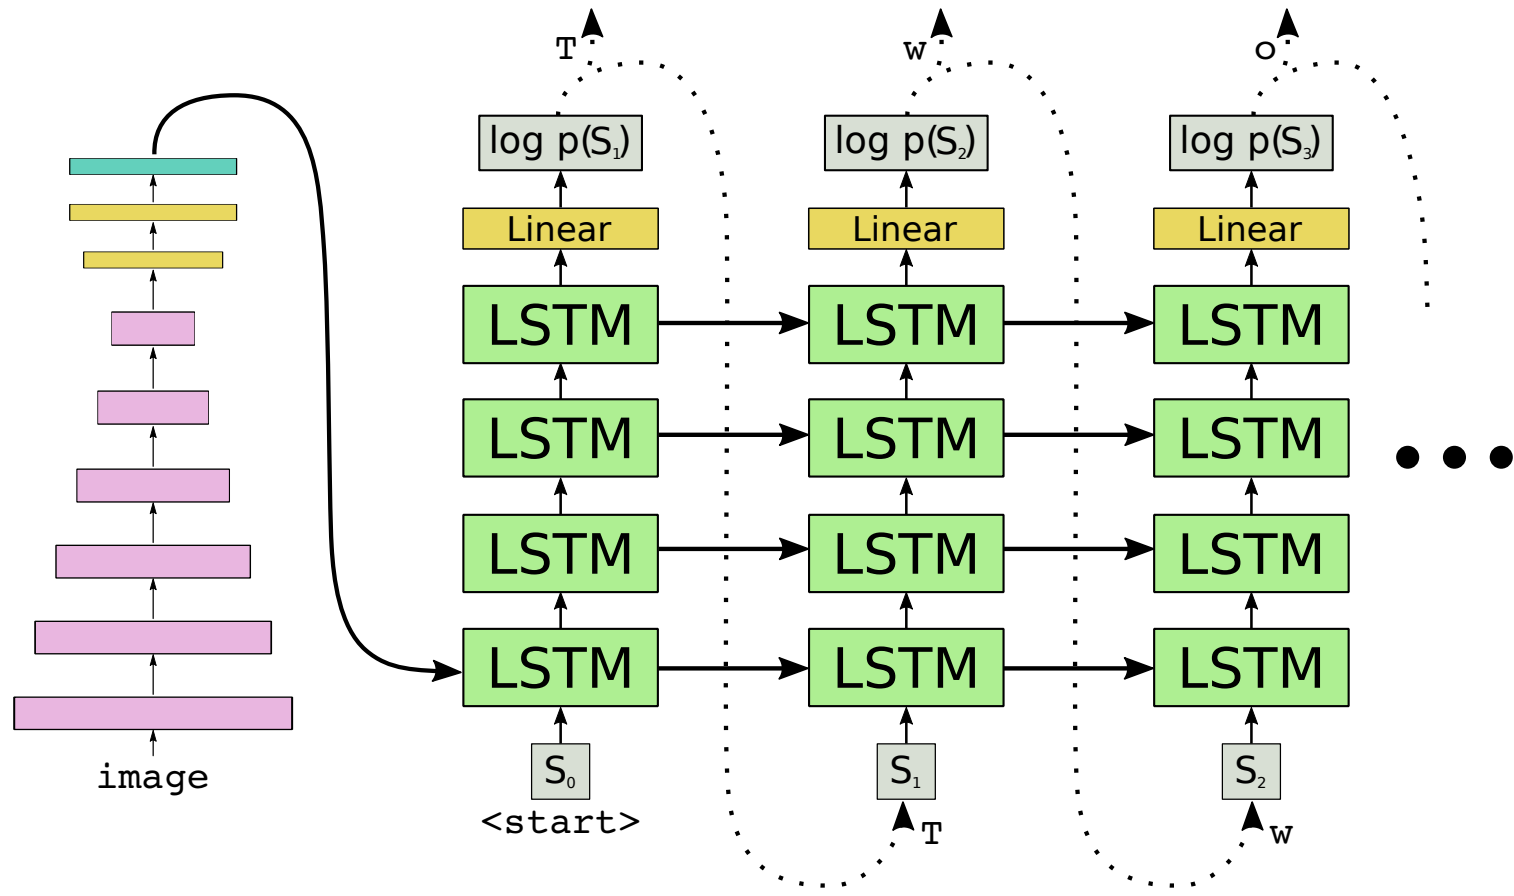 T w o
log p(S₁) log p(S₂) log p(S₃)
Linear Linear Linear
LSTM LSTM LSTM
LSTM LSTM LSTM
LSTM LSTM LSTM
LSTM LSTM LSTM
image S₀ S₁ S₂
<start> T w